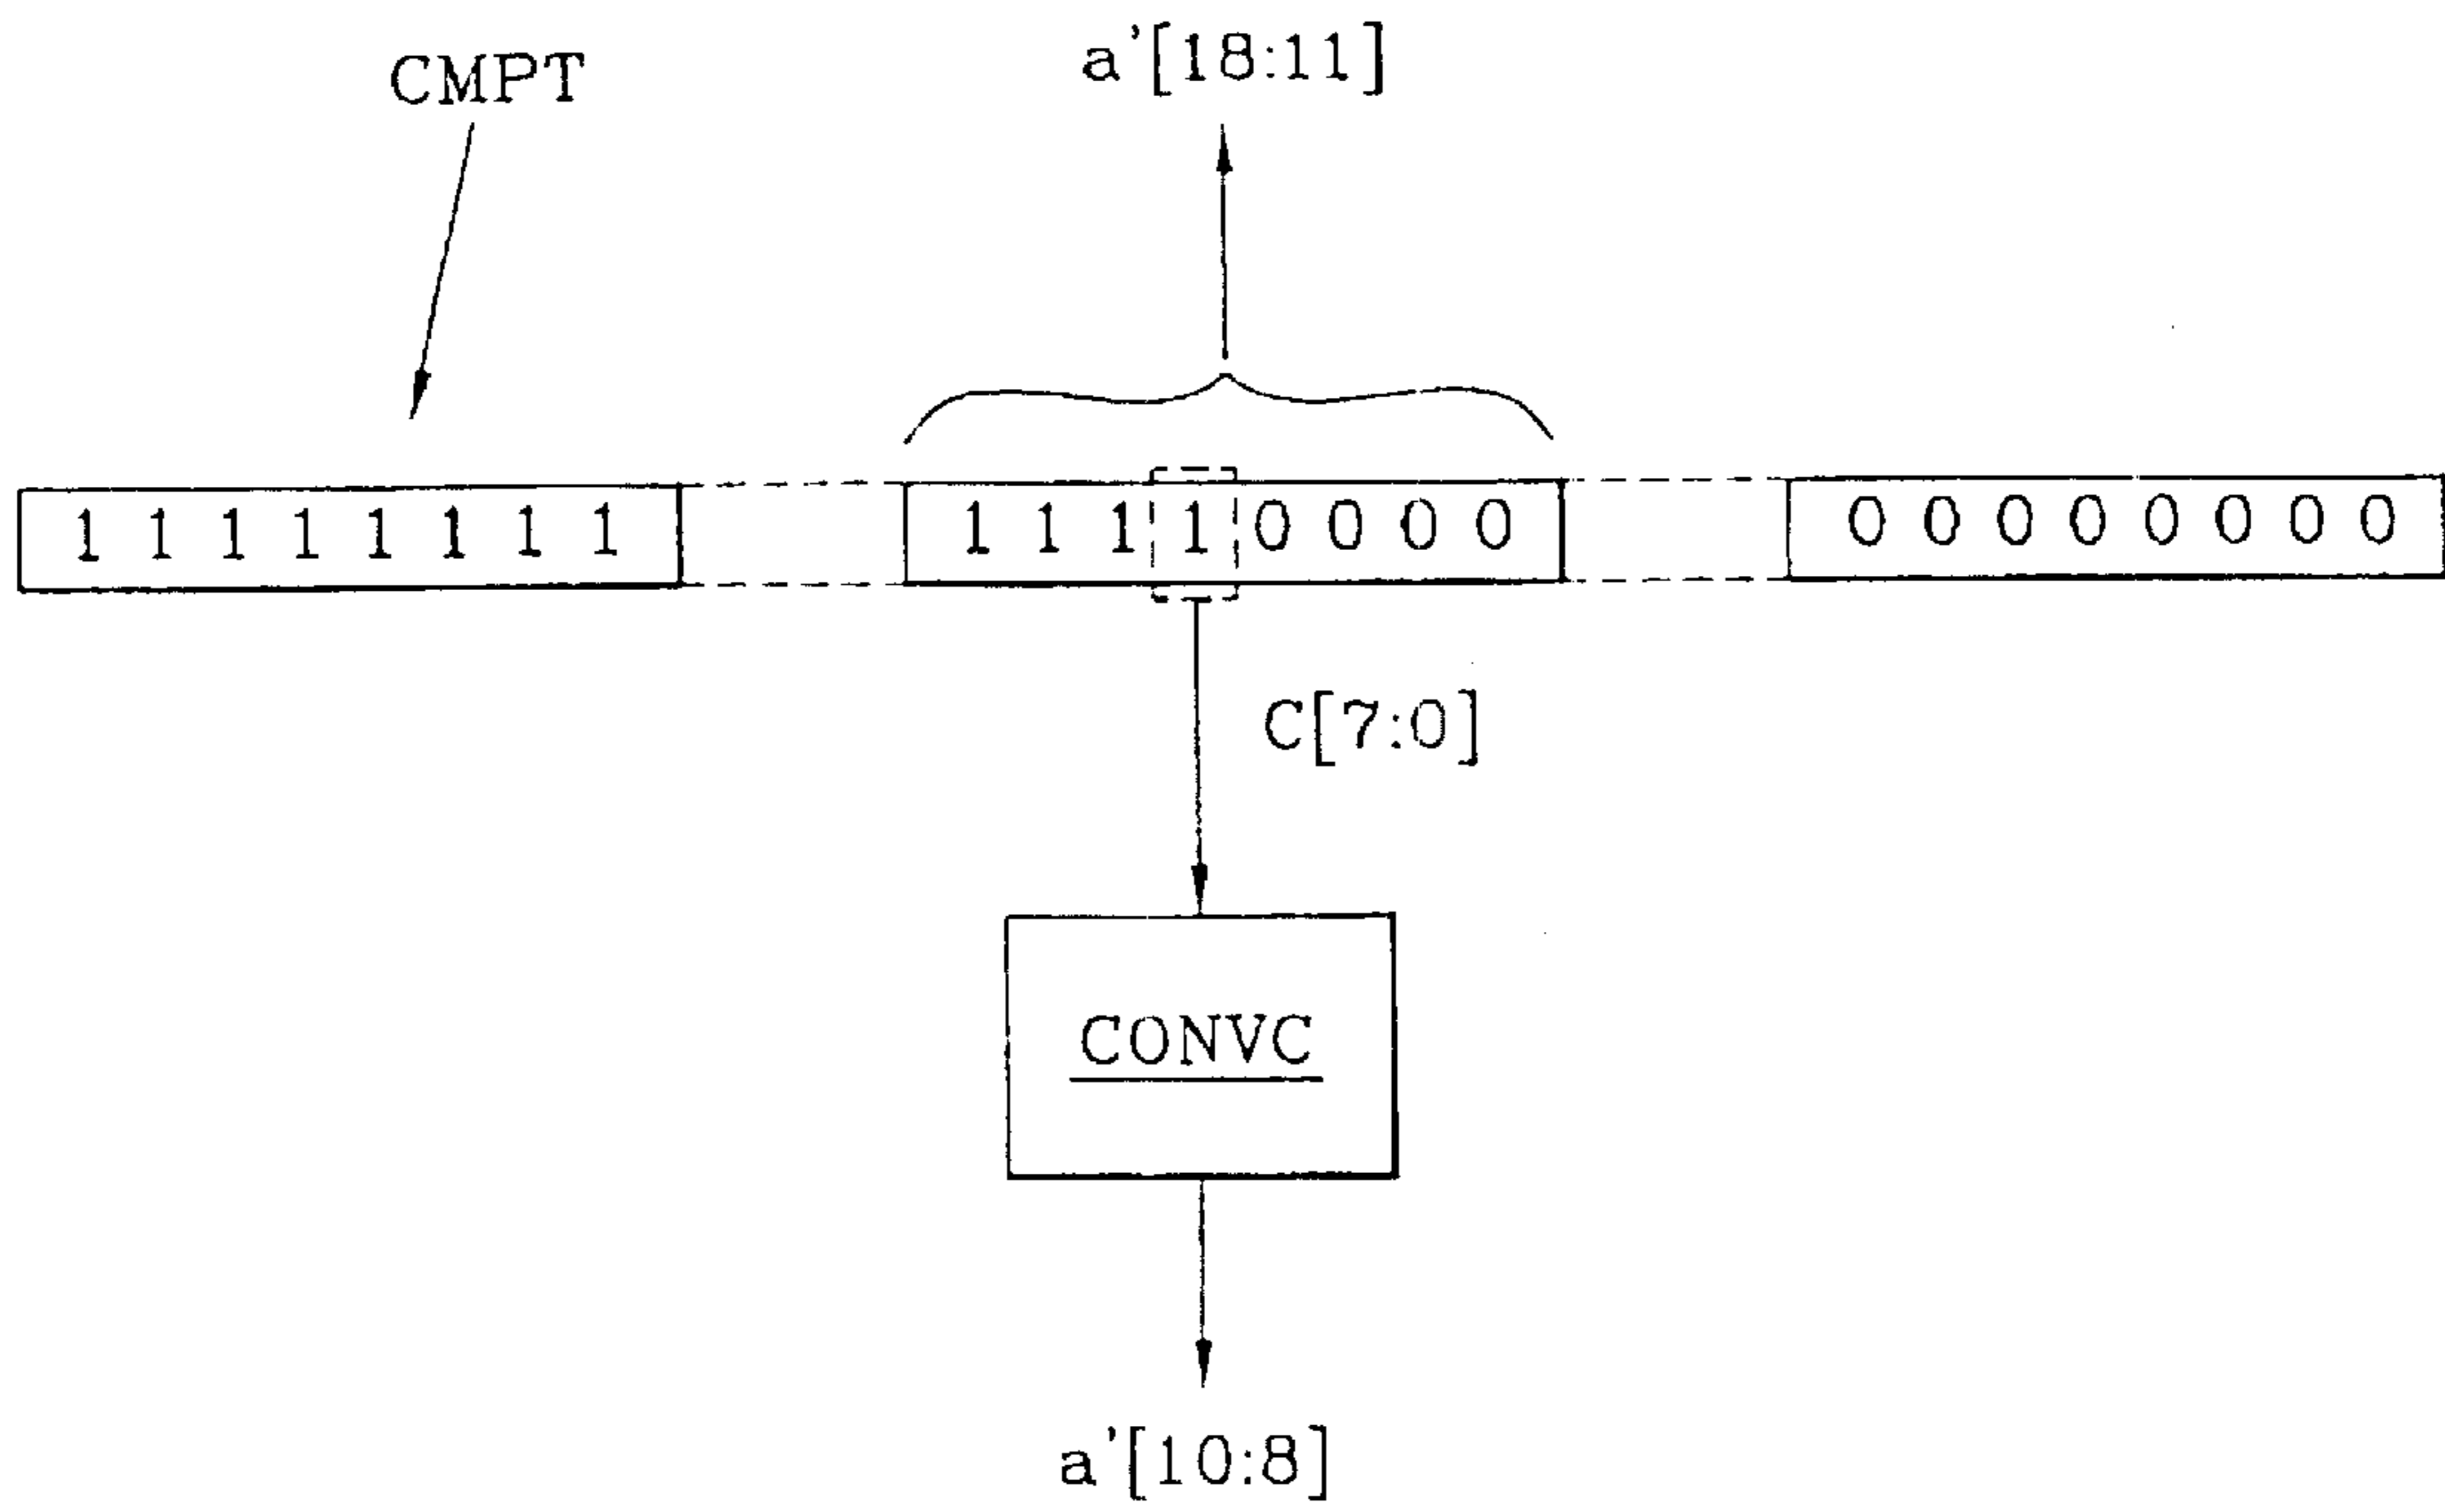 CMPT
a'[18:11]
1 1 1 1 1 1 1 1
1 1 1 1 0 0 0 0
0 0 0 0 0 0 0 0
C[7:0]
CONVC
a'[10:8]